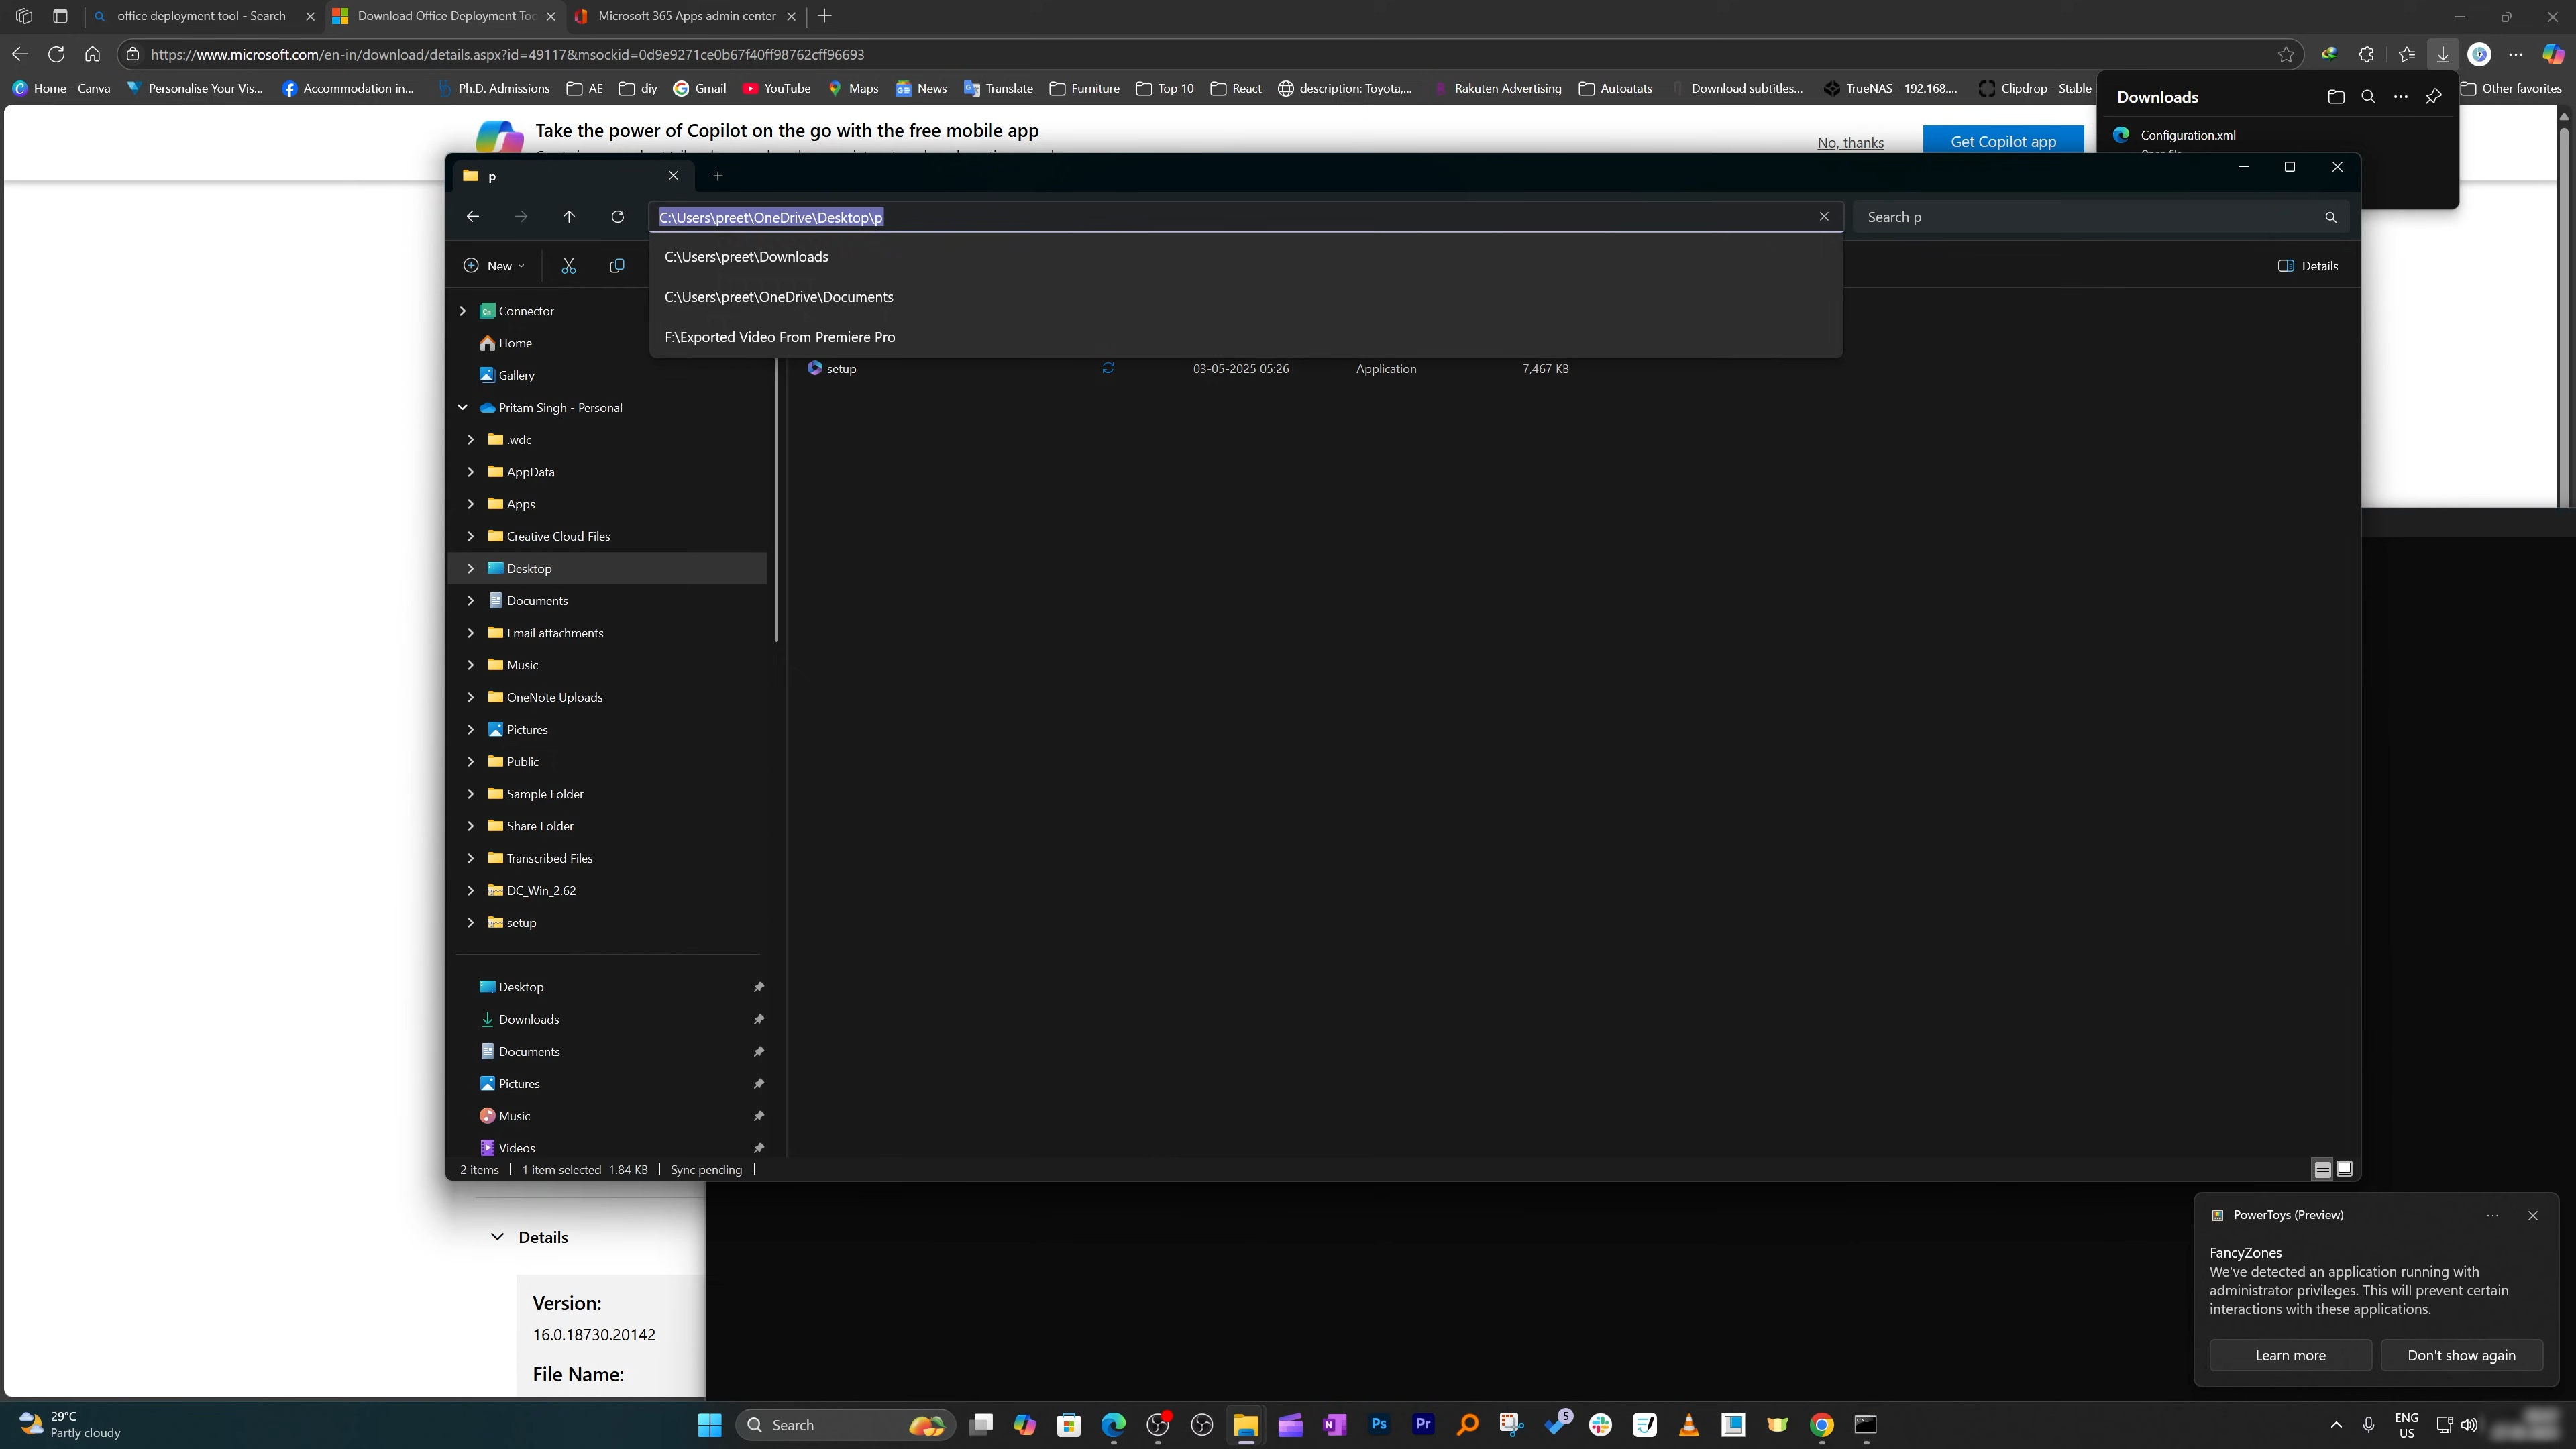 office deployment tool - Search
Download Office Deployment Too
Microsoft 365 Apps admin center
https://www.microsoft.com/en-in/download/details.aspx?id=49117&msockid=0d9e9271ce0b67f40ff98762cff96693
Home - Canva
Personalise Your Vis...
Accommodation in...
Ph.D. Admissions
AE
diy
Gmail
YouTube
Maps
News
Translate
Furniture
Top 10
React
description: Toyota,...
Rakuten Advertising
Autoatats
Download subtitles...
TrueNAS - 192.168....
Clipdrop - Stable
Other favorites
Downloads
Configuration.xml
Take the power of Copilot on the go with the free mobile app
No, thanks
Get Copilot app
p
C:\Users\preet\OneDrive\Desktop\p
Search p
C:\Users\preet\Downloads
C:\Users\preet\OneDrive\Documents
F:\Exported Video From Premiere Pro
New
Details
Connector
Home
Gallery
Pritam Singh - Personal
.wdc
AppData
Apps
Creative Cloud Files
Desktop
Documents
Email attachments
Music
OneNote Uploads
Pictures
Public
Sample Folder
Share Folder
Transcribed Files
DC_Win_2.62
setup
Desktop
Downloads
Documents
Pictures
Music
Videos
setup 03-05-2025 05:26 Application 7,467 KB
2 items 1 item selected 1.84 KB Sync pending
Details
Version:
16.0.18730.20142
File Name:
PowerToys (Preview)
FancyZones
We've detected an application running with
administrator privileges. This will prevent certain
interactions with these applications.
Learn more
Don't show again
29°C
Partly cloudy
Search
Ps
Pr
5
ENG
US